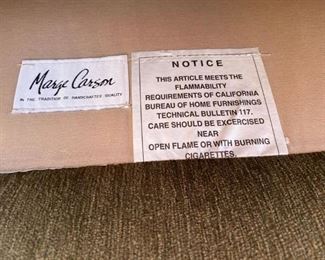 Marge Carson
IN THE TRADITION OF HANDCRAFTED QUALITY
NOTICE
THIS ARTICLE MEETS THE
FLAMMABILITY
REQUIREMENTS OF CALIFORNIA
BUREAU OF HOME FURNISHINGS
TECHNICAL BULLETIN 117.
CARE SHOULD BE EXCERCISED
NEAR
OPEN FLAME OR WITH BURNING
CIGARETTES.